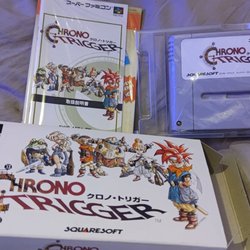 スーパーファミコン
CHRONO
TRIGGER
クロノ・トリガー
取扱説明書
CHRONO
TRIGGER
SQUARESOFT
CHRONO
クロノ・トリガー
TRIGGER
SQUARESOFT